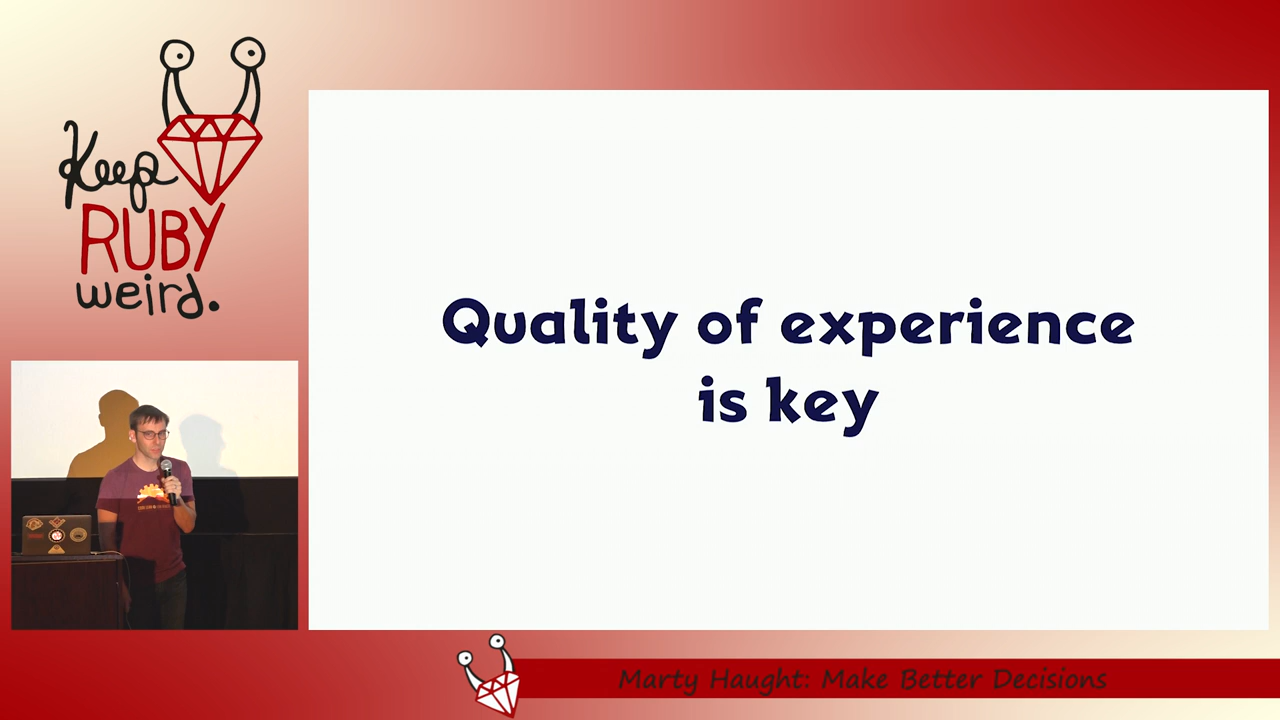 Keep
RUBY
weird.
Quality of experience
is key
Marty Haught: Make Better Decisions